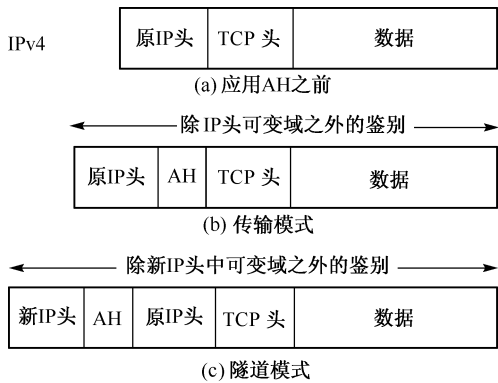 IPv4 原IP头 TCP 头 数据
(a) 应用AH之前
除 IP头可变域之外的鉴别
原IP头 AH TCP 头 数据
(b) 传输模式
除新IP头中可变域之外的鉴别
新IP头 AH 原IP头 TCP 头 数据
(c) 隧道模式